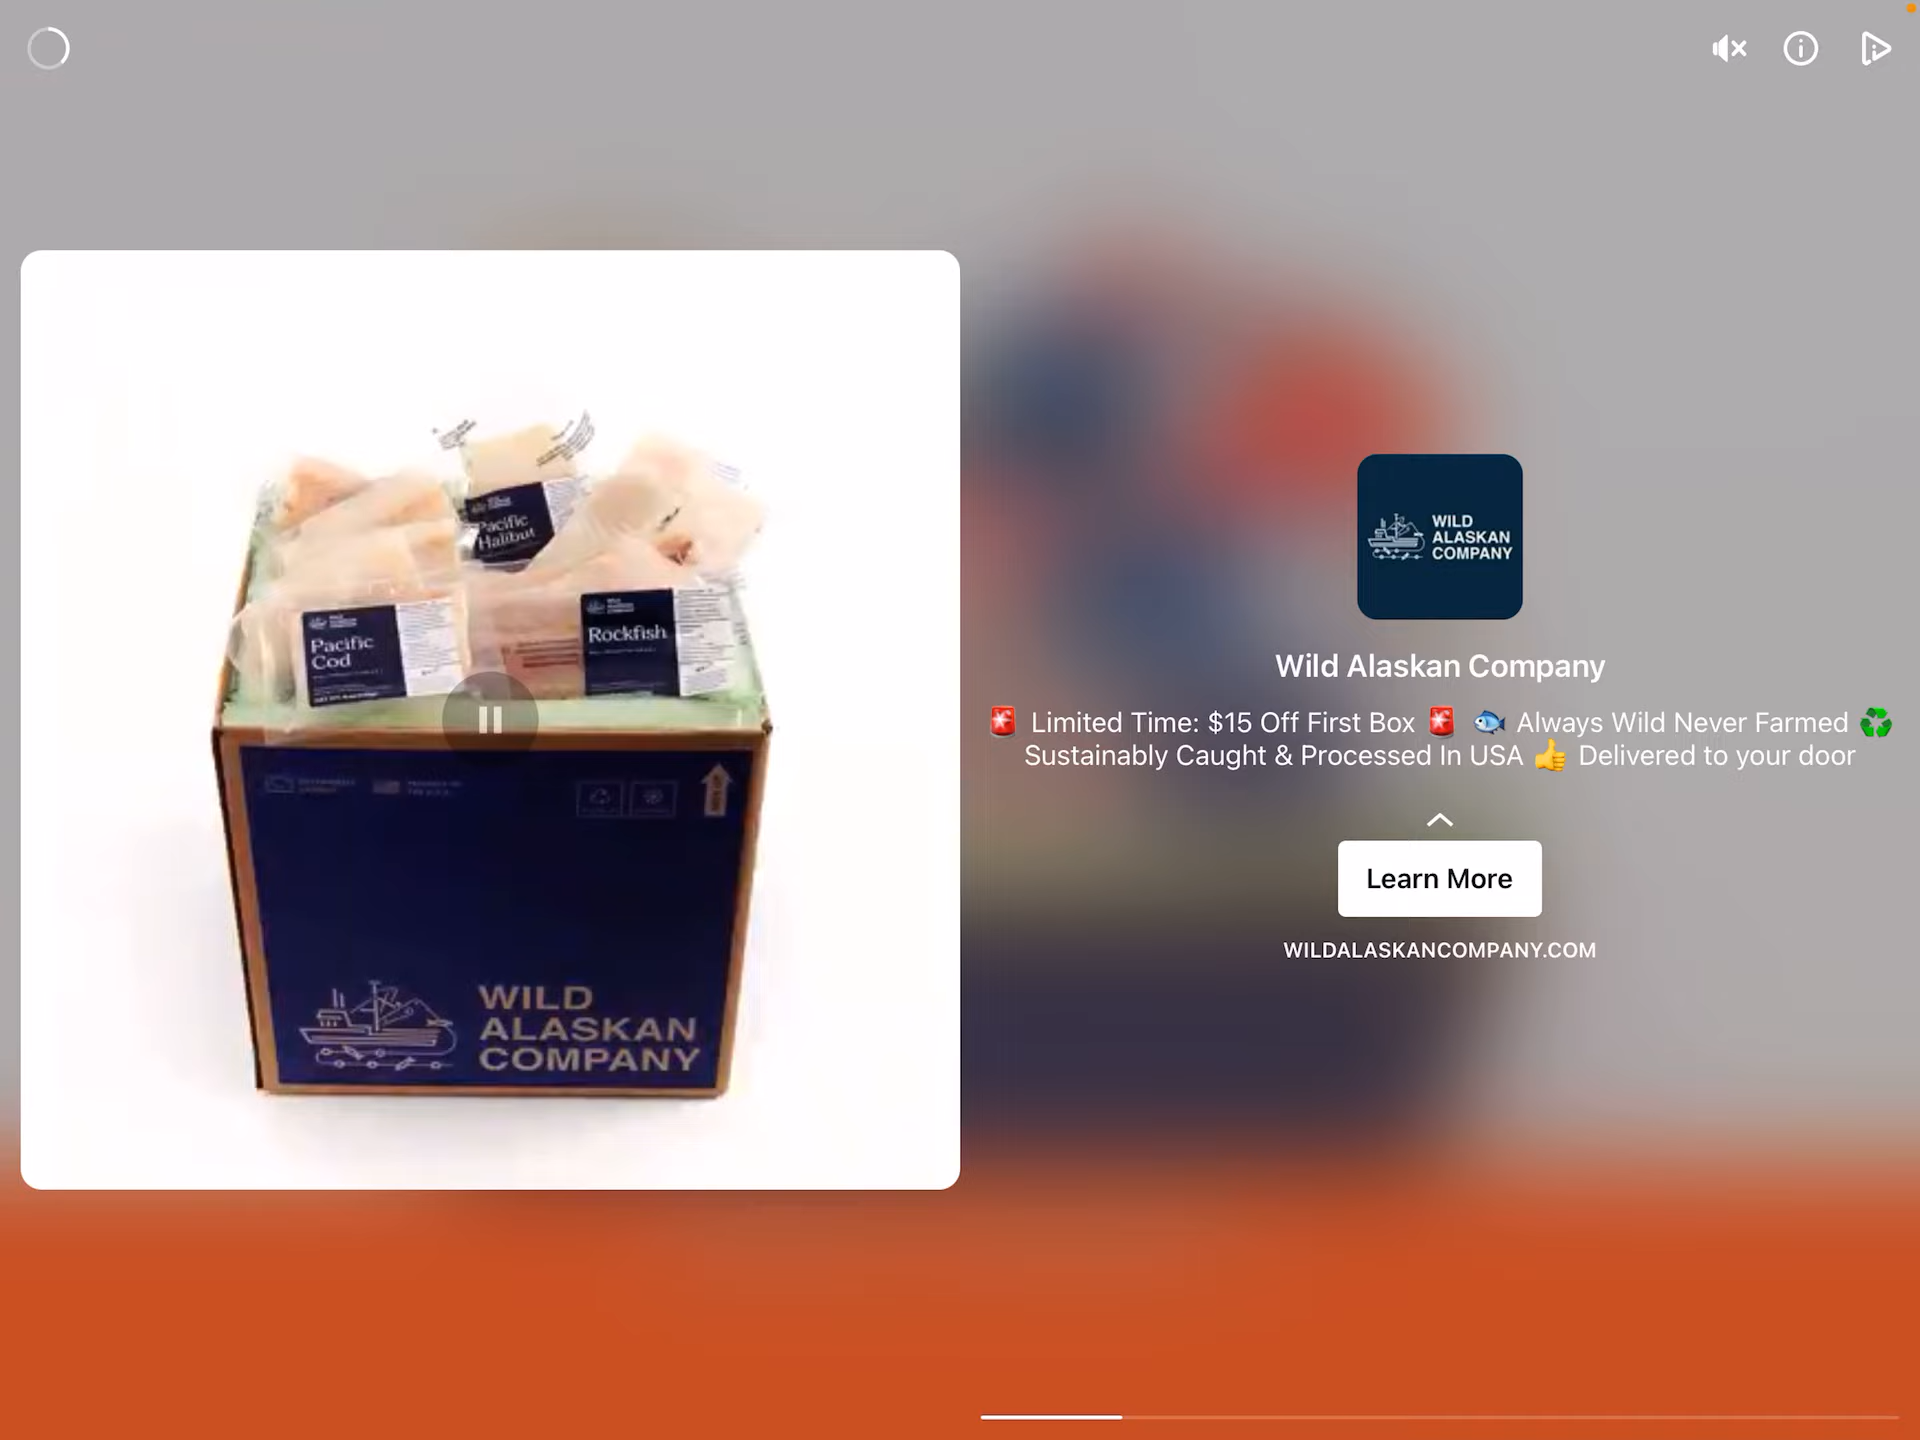 Pacific
Halibut
Pacific
Cod
Rockfish
WILD
ALASKAN
COMPANY
WILD
ALASKAN
COMPANY
Wild Alaskan Company
🚨 Limited Time: $15 Off First Box 🚨 🐟 Always Wild Never Farmed ♻️
Sustainably Caught & Processed In USA 👍 Delivered to your door
Learn More
WILDALASKANCOMPANY.COM